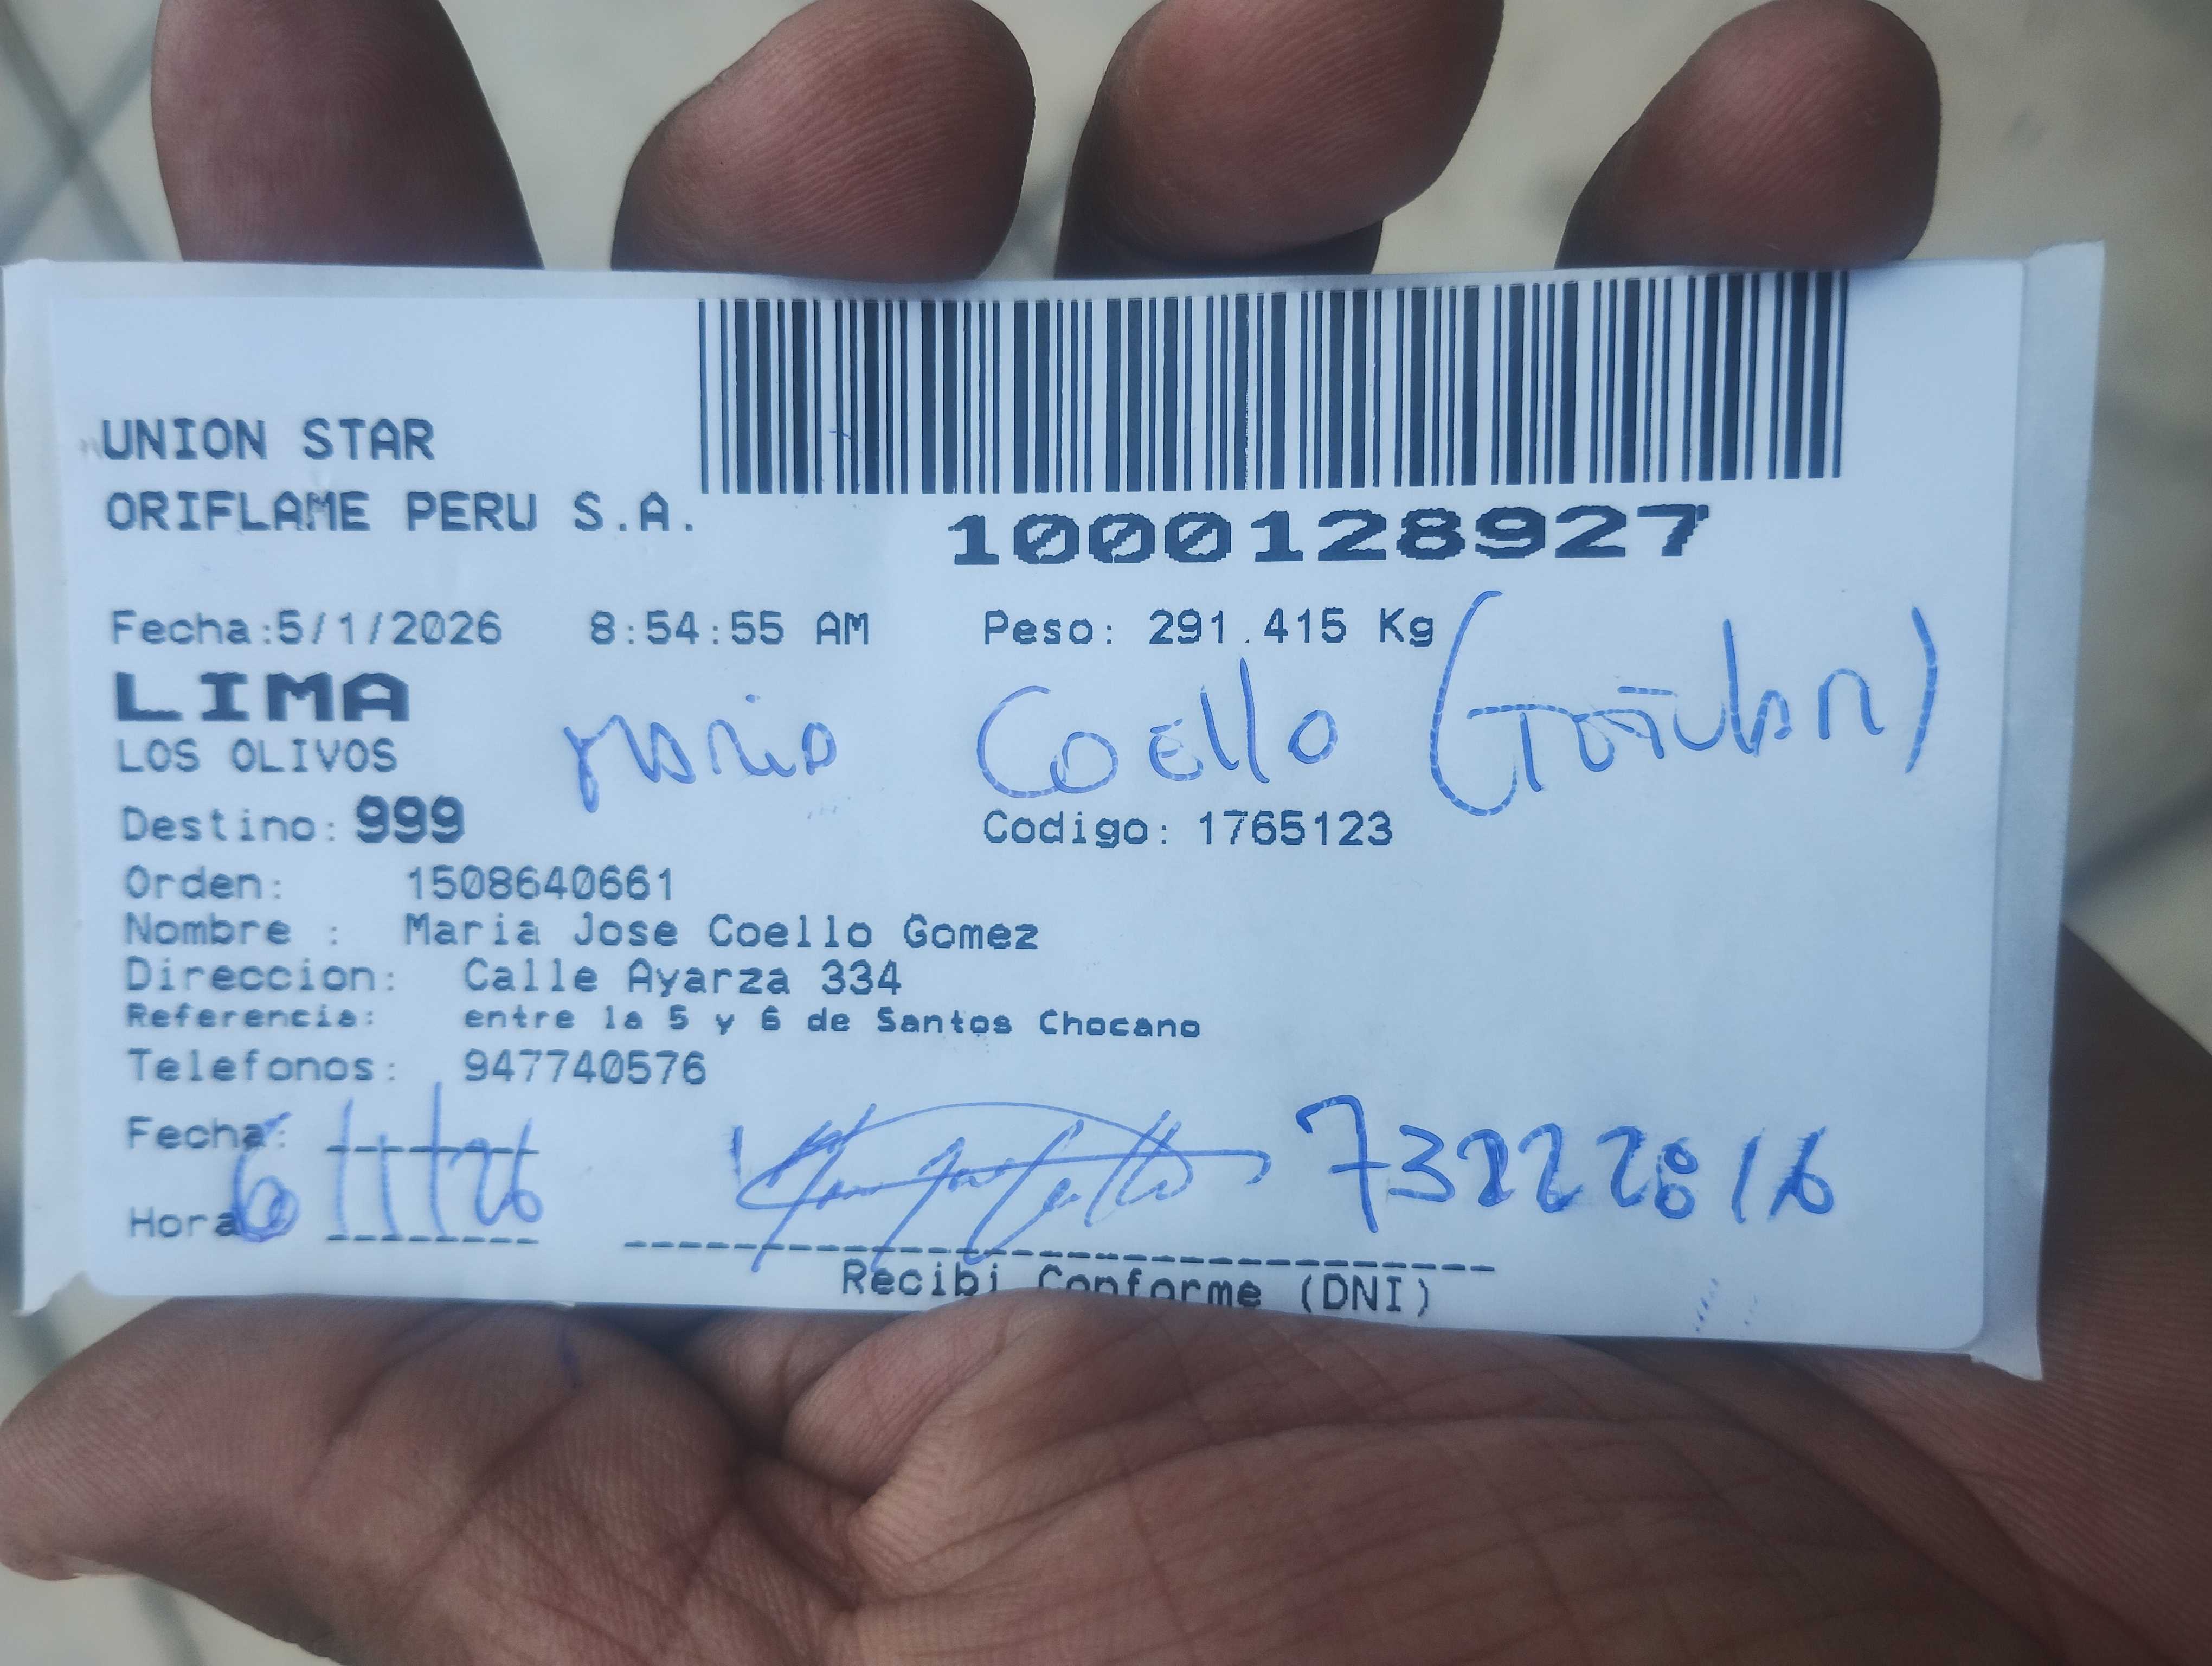 UNION STAR
ORIFLAME PERU S.A.
1000128927
Fecha:5/1/2026 8:54:55 AM Peso: 291.415 Kg
LIMA
LOS OLIVOS
Maria Coello (Titular)
Destino: 999 Codigo: 1765123
Orden: 1508640661
Nombre : Maria Jose Coello Gomez
Direccion: Calle Ayarza 334
Referencia: entre la 5 y 6 de Santos Chocano
Telefonos: 947740576
Fecha:
6/1/26
Hora
Recibi Conforme (DNI)